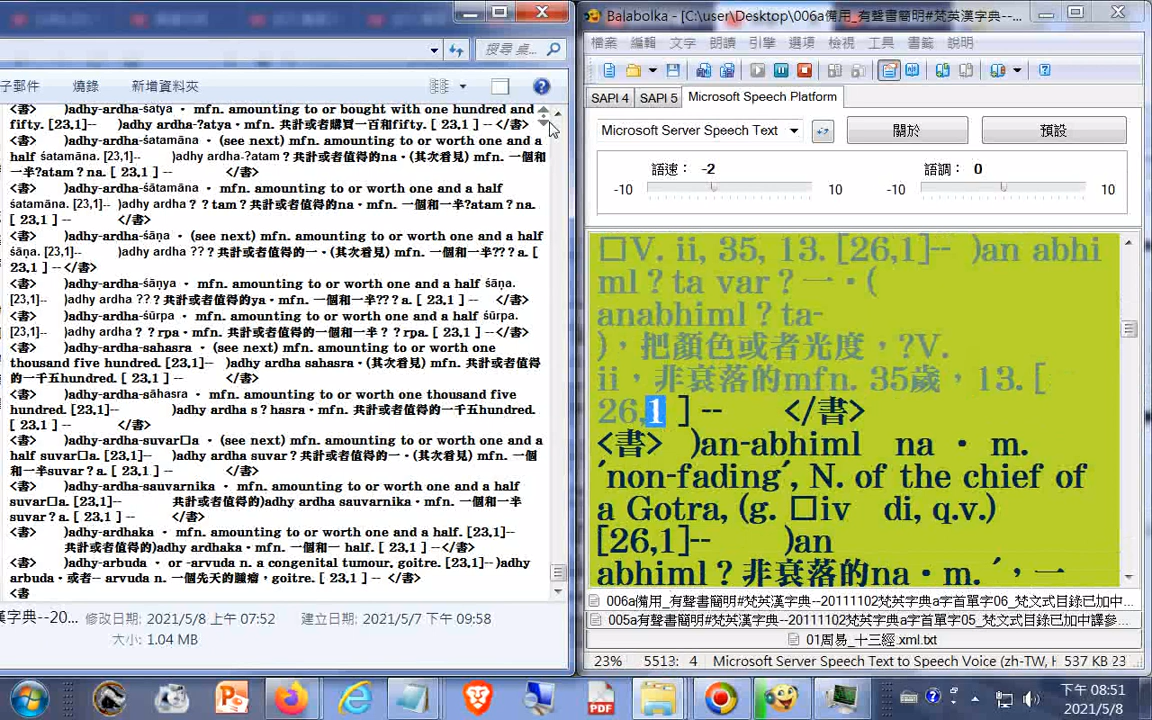 搜尋 桌...
子郵件 燒錄 新增資料夾
<書> )adhy-ardha-śatya · mfn. amounting to or bought with one hundred and
fifty. [23,1]-- )adhy ardha-?atya · mfn. 共計或者購買一百和fifty. [ 23,1 ] --</書>
<書> )adhy-ardha-śatamāna · (see next) mfn. amounting to or worth one and a
half śatamāna. [23,1]-- )adhy ardha-?atam ? 共計或者值得的na · (其次看見) mfn. 一個和
一半?atam ? na. [ 23,1 ] -- </書>
<書> )adhy-ardha-śātamāna · mfn. amounting to or worth one and a half
śatamāna. [23,1]-- )adhy ardha ? ? tam ? 共計或者值得的na · mfn. 一個和一半?atam ? na.
[ 23,1 ] -- </書>
<書> )adhy-ardha-śāṇa · (see next) mfn. amounting to or worth one and a half
śāṇa. [23,1]-- )adhy ardha ?? ? 共計或者值得的一 · (其次看見) mfn. 一個和一半??? a. [
23,1 ] --</書>
<書> )adhy-ardha-śāṇya · mfn. amounting to or worth one and a half śāṇa.
[23,1]-- )adhy ardha ?? ? 共計或者值得的ya · mfn. 一個和一半??? a. [ 23,1 ] -- </書>
<書> )adhy-ardha-śūrpa · mfn. amounting to or worth one and a half śūrpa.
[23,1]-- )adhy ardha ? ? rpa · mfn. 共計或者值得的一個和一半 ? ? rpa. [ 23,1 ] -- </書>
<書> )adhy-ardha-sahasra · (see next) mfn. amounting to or worth one
thousand five hundred. [23,1]-- )adhy ardha sahasra · (其次看見) mfn. 共計或者值得
的一千五hundred. [ 23,1 ] -- </書>
<書> )adhy-ardha-sāhasra · mfn. amounting to or worth one thousand five
hundred. [23,1]-- )adhy ardha s ? hasra · mfn. 共計或者值得的一千五hundred.
[ 23,1 ] -- </書>
<書> )adhy-ardha-suvar□a · (see next) mfn. amounting to or worth one and a
half suvar□a. [23,1]-- )adhy ardha suvar ? 共計或者值得的一 · (其次看見) mfn. 一個
和一半suvar ? a. [ 23,1 ] -- </書>
<書> )adhy-ardha-sauvarnika · mfn. amounting to or worth one and a half
suvar□a. [23,1]-- 共計或者值得的)adhy ardha sauvarnika · mfn. 一個和一半
suvar ? a. [ 23,1 ] -- </書>
<書> )adhy-ardhaka · mfn. amounting to or worth one and a half. [23,1]--
共計或者值得的)adhy ardhaka · mfn. 一個和一 half. [ 23,1 ] --</書>
<書> )adhy-arbuda · or -arvuda n. a congenital tumour, goitre. [23,1]--)adhy
arbuda · 或者– arvuda n. 一個先天的腫瘤, goitre. [ 23,1 ] -- </書>
<書
漢字典--20... 修改日期: 2021/5/8 上午 07:52 建立日期: 2021/5/7 下午 09:58
大小: 1.04 MB
Balabolka - [C:\user\Desktop\006a備用_有聲書簡明#梵英漢字典--...
檔案 編輯 文字 朗讀 引擎 選項 檢視 工具 書籤 說明
SAPI 4 SAPI 5 Microsoft Speech Platform
Microsoft Server Speech Text 關於 預設
語速: -2 語調: 0
-10 10 -10 10
□V. ii, 35, 13. [26,1]-- )an abhi
ml ? ta var ? 一 · (
anabhiml ? ta-
) , 把顏色或者光度 , ?V.
ii , 非衰落的mfn. 35歲 , 13. [
26,1 ] -- </書>
<書> )an-abhiml na · m.
'non-fading', N. of the chief of
a Gotra, (g. □iv di, q.v.)
[26,1]-- )an
abhiml ? 非衰落的na · m. ´ , 一
006a備用_有聲書簡明#梵英漢字典--20111102梵英漢字典a字首單字06_梵文式目錄已加中...
005a有聲書簡明#梵英漢字典--20111102梵英漢字典a字首單字05_梵文式目錄已加中譯參...
01周易_十三經.xml.txt
23% 5513: 4 Microsoft Server Speech Text to Speech Voice (zh-TW, H 537 KB 23
PDF
下午 08:51
2021/5/8